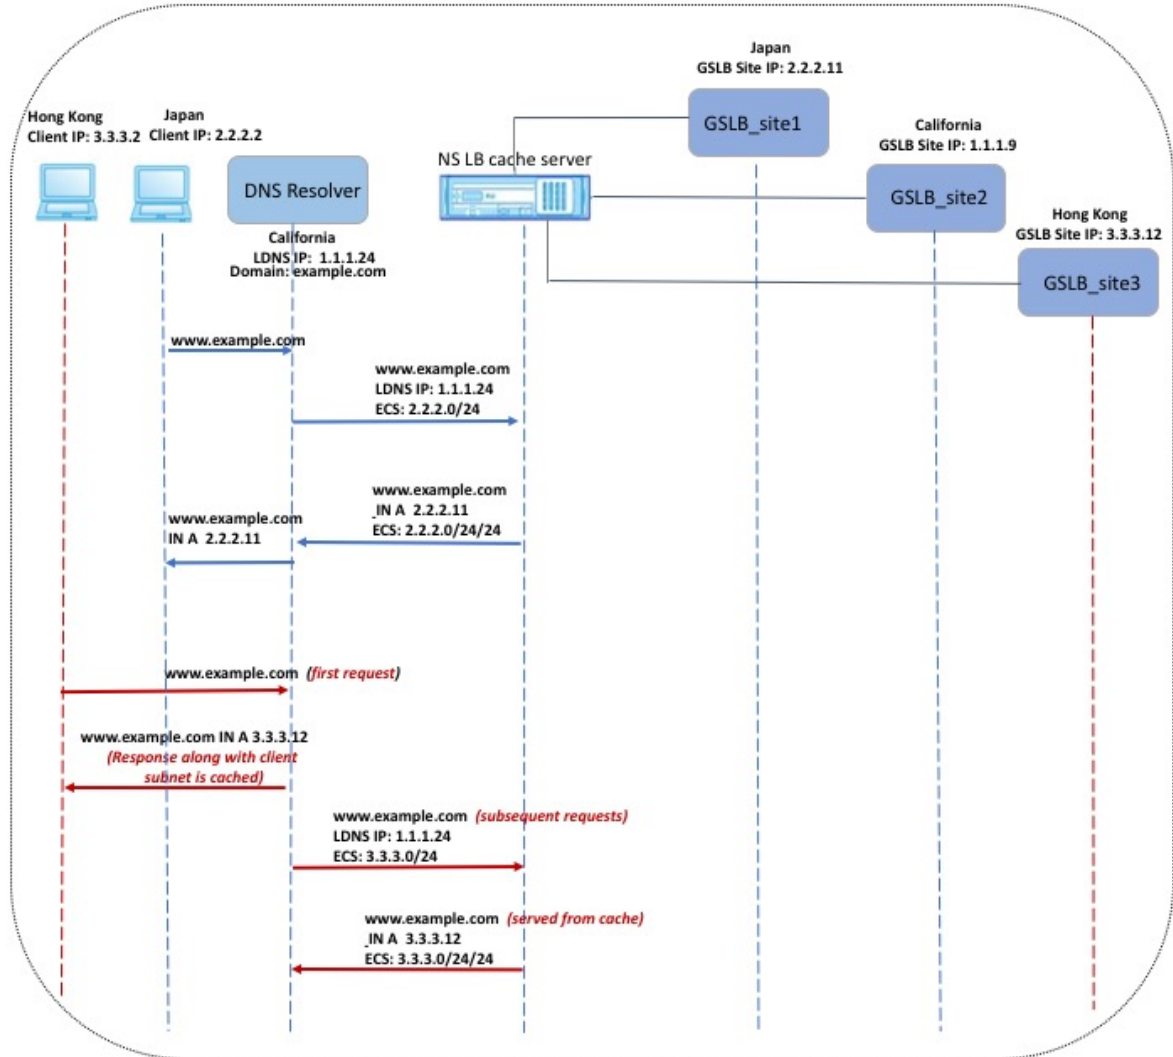 Japan
GSLB Site IP: 2.2.2.11
Hong Kong
Client IP: 3.3.3.2
Japan
Client IP: 2.2.2.2
GSLB_site1
California
GSLB Site IP: 1.1.1.9
NS LB cache server
DNS Resolver
GSLB_site2
Hong Kong
GSLB Site IP: 3.3.3.12
California
LDNS IP: 1.1.1.24
Domain: example.com
GSLB_site3
www.example.com
www.example.com
LDNS IP: 1.1.1.24
ECS: 2.2.2.0/24
www.example.com
_IN A 2.2.2.11
ECS: 2.2.2.0/24/24
www.example.com
IN A 2.2.2.11
www.example.com (first request)
www.example.com IN A 3.3.3.12
(Response along with client
subnet is cached)
www.example.com (subsequent requests)
LDNS IP: 1.1.1.24
ECS: 3.3.3.0/24
www.example.com (served from cache)
_IN A 3.3.3.12
ECS: 3.3.3.0/24/24